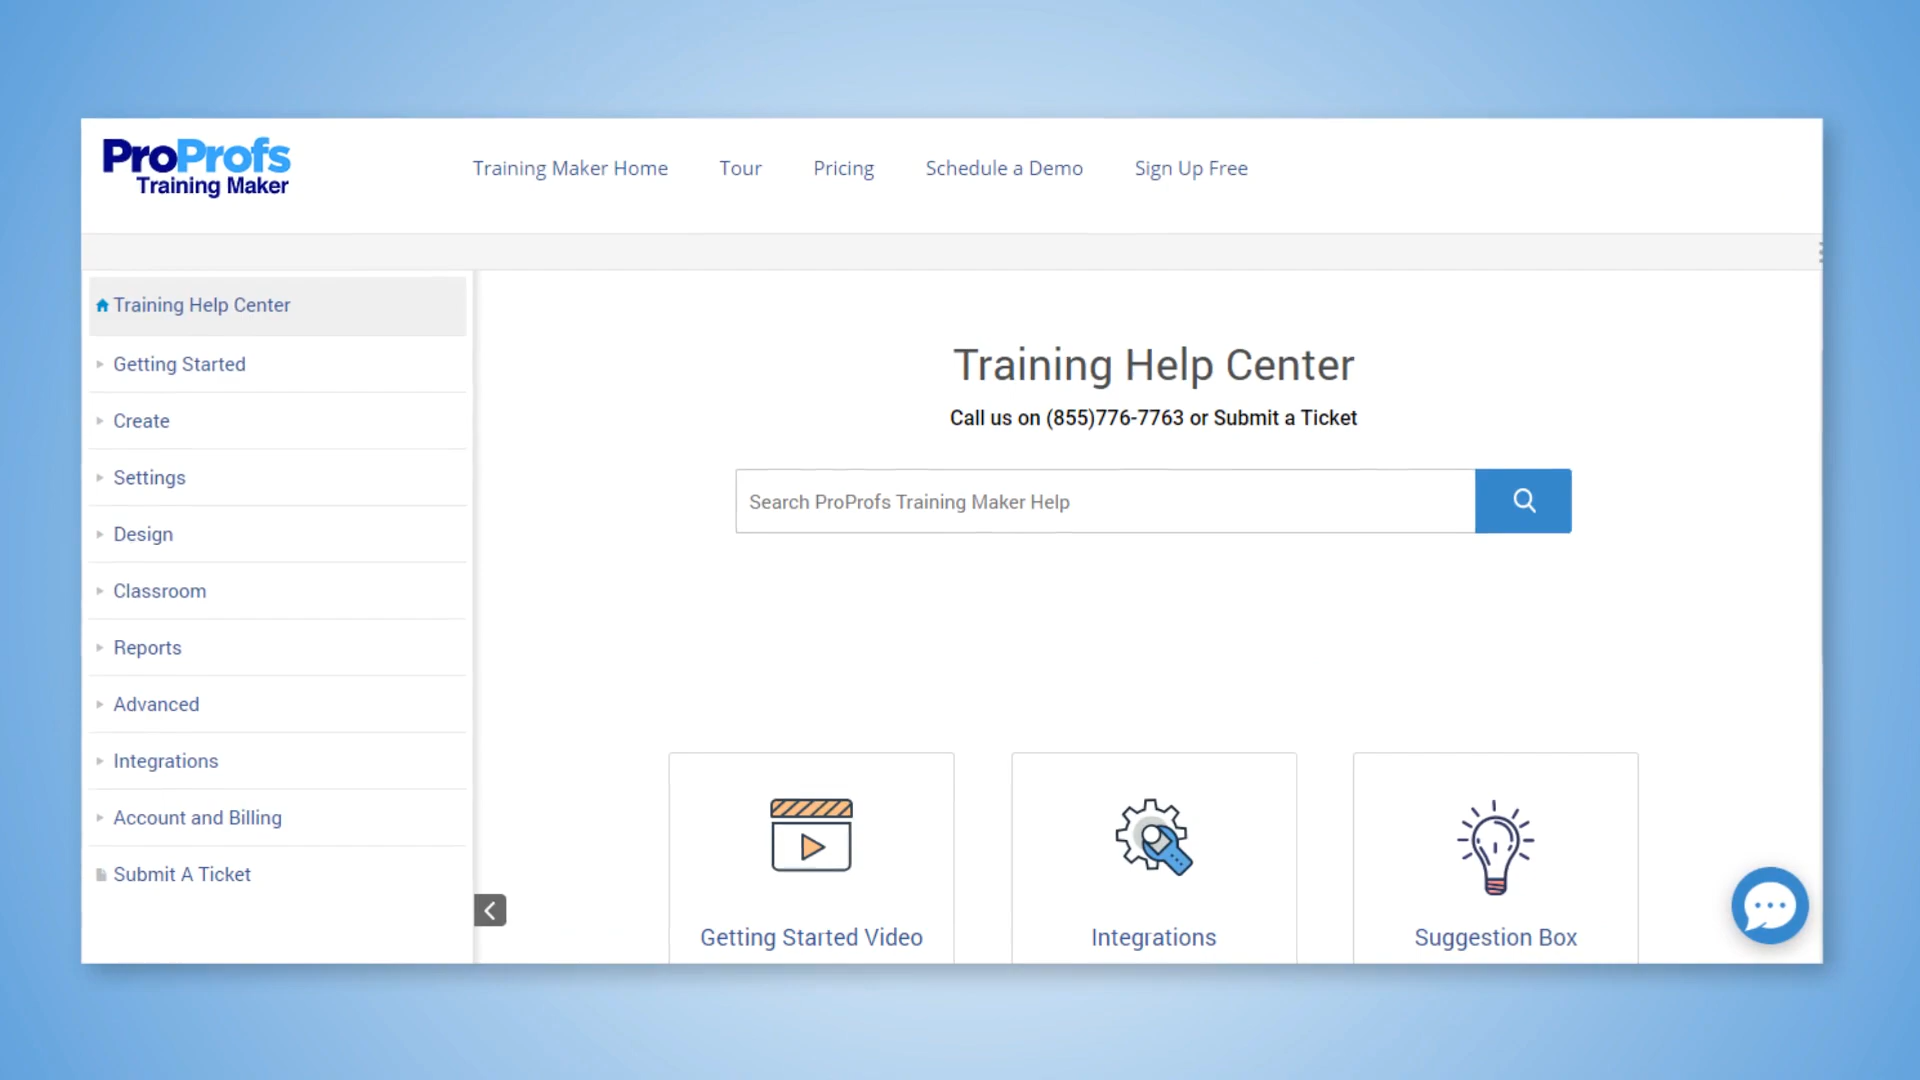 ProProfs
Training Maker
Training Maker Home
Tour
Pricing
Schedule a Demo
Sign Up Free
Training Help Center
Getting Started
Create
Settings
Design
Classroom
Reports
Advanced
Integrations
Account and Billing
Submit A Ticket
Training Help Center
Call us on (855)776-7763 or Submit a Ticket
Search ProProfs Training Maker Help
Getting Started Video
Integrations
Suggestion Box